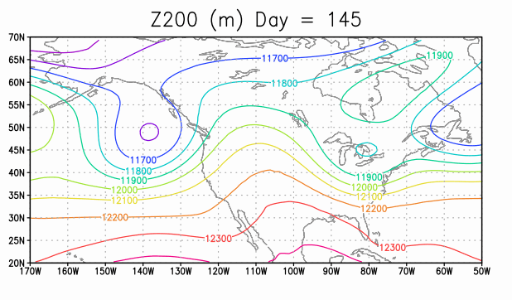 Z200 (m) Day = 145
70N
65N
60N
55N
50N
45N
40N
35N
30N
25N
20N
11900
11700
11800
11700
11800
11900
12000
12100
12200
12300
11900
12000
12100
12200
12300
170W 160W 150W 140W 130W 120W 110W 100W 90W 80W 70W 60W 50W